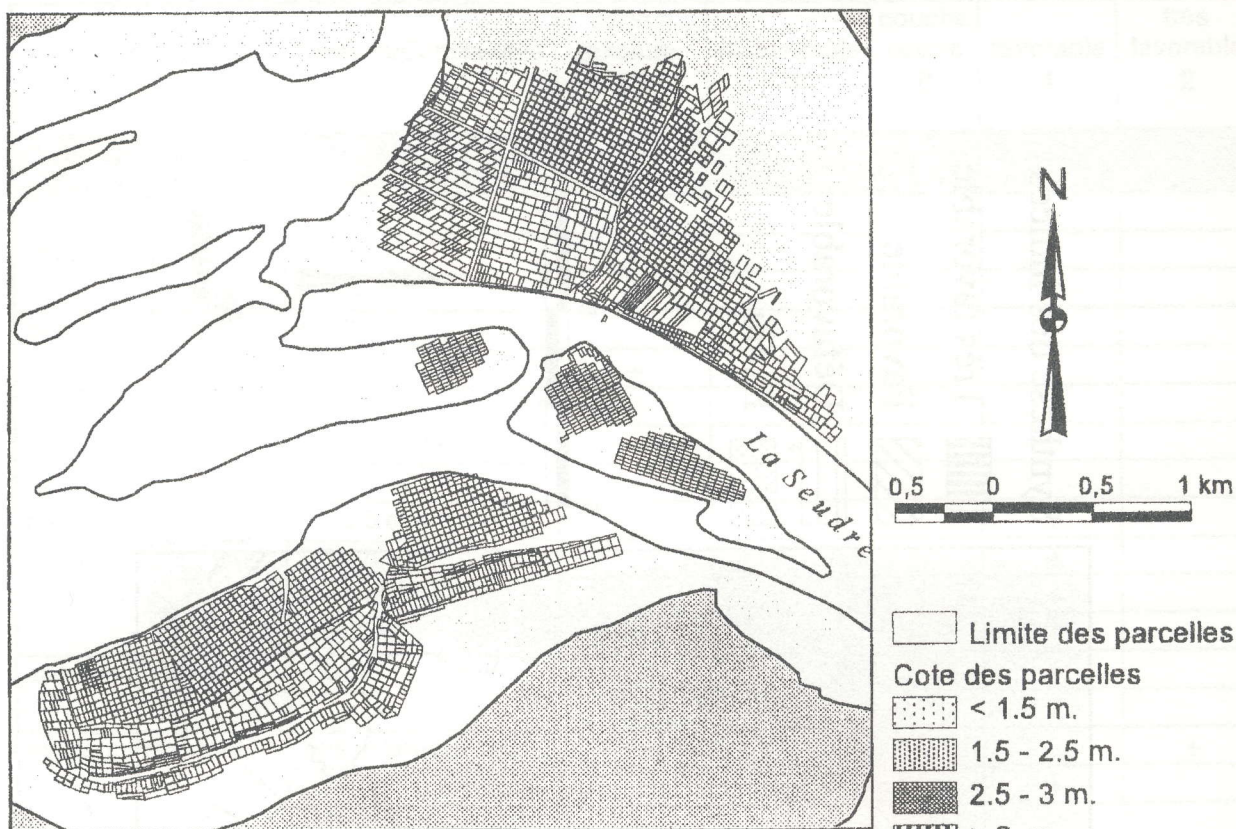 N
La Seudre
0,5 0 0,5 1 km
Limite des parcelles
Cote des parcelles
< 1.5 m.
1.5 - 2.5 m.
2.5 - 3 m.